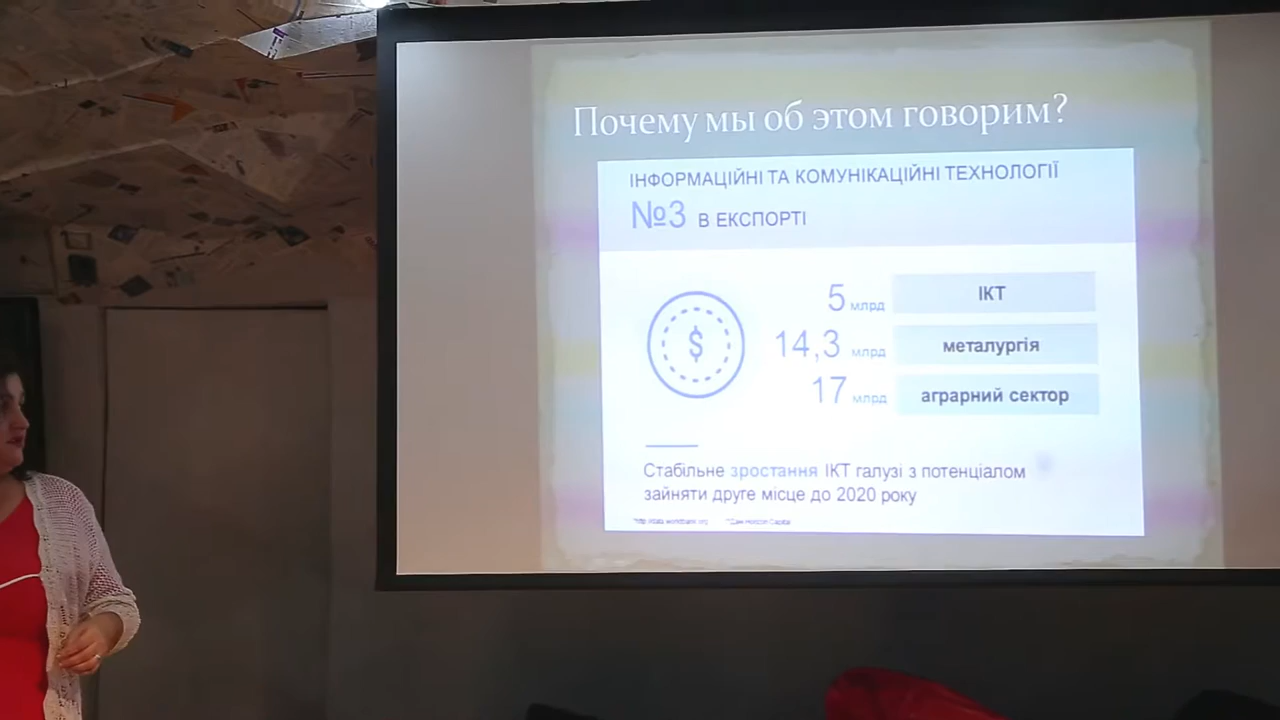 Почему мы об этом говорим?
ІНФОРМАЦІЙНІ ТА КОМУНІКАЦІЙНІ ТЕХНОЛОГІЇ
№3 В ЕКСПОРТІ
5 млрд ІКТ
14,3 млрд металургія
17 млрд аграрний сектор
$
Стабільне зростання ІКТ галузі з потенціалом
зайняти друге місце до 2020 року